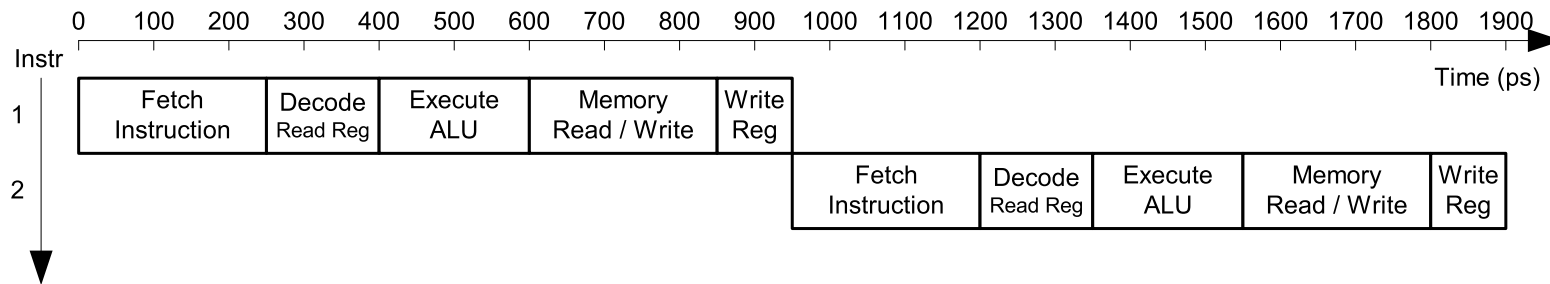 0 100 200 300 400 500 600 700 800 900 1000 1100 1200 1300 1400 1500 1600 1700 1800 1900
Instr
Time (ps)
1
Fetch
Instruction
Decode
Read Reg
Execute
ALU
Memory
Read / Write
Write
Reg
2
Fetch
Instruction
Decode
Read Reg
Execute
ALU
Memory
Read / Write
Write
Reg